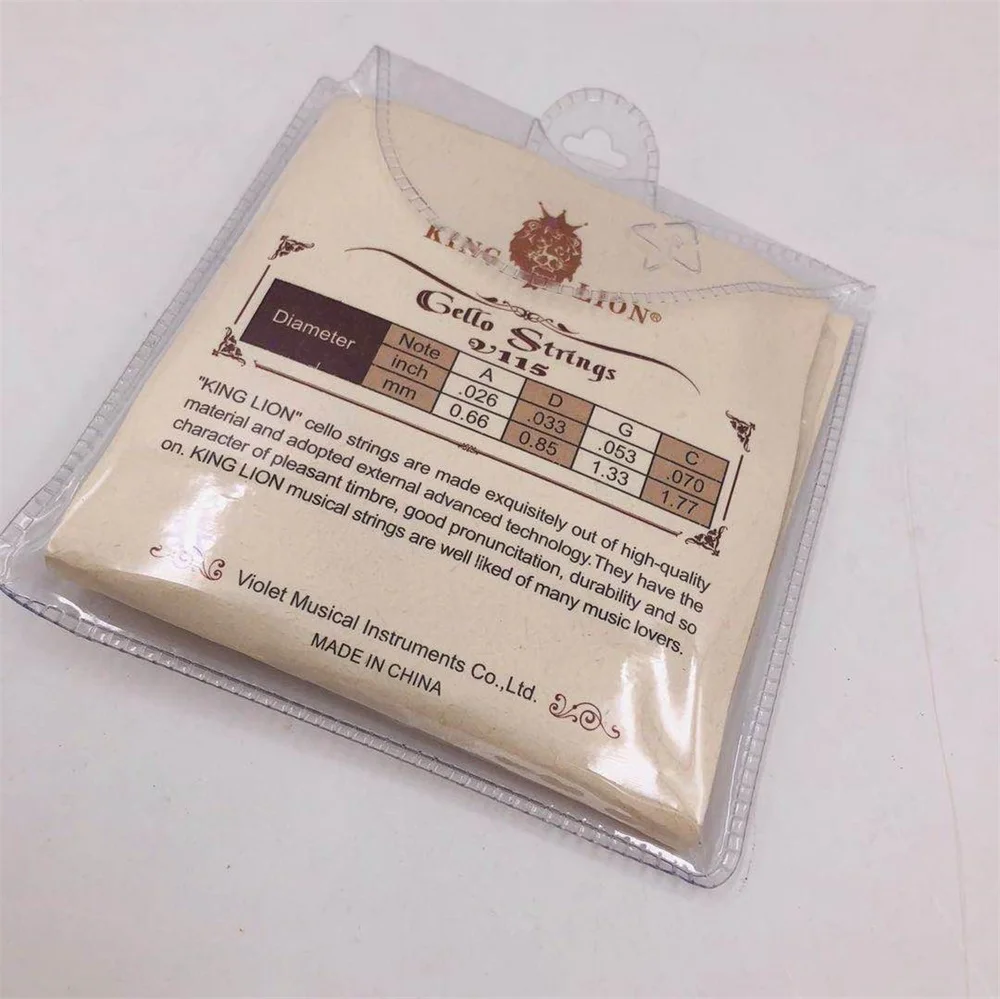 KING LION®
Cello Strings
V115
Diameter
Note A D G C
inch .026 .033 .053 .070
mm 0.66 0.85 1.33 1.77
"KING LION" cello strings are made exquisitely out of high-quality
material and adopted external advanced technology.They have the
character of pleasant timbre, good pronuncitation, durability and so
on. KING LION musical strings are well liked of many music lovers.
Violet Musical Instruments Co.,Ltd.
MADE IN CHINA